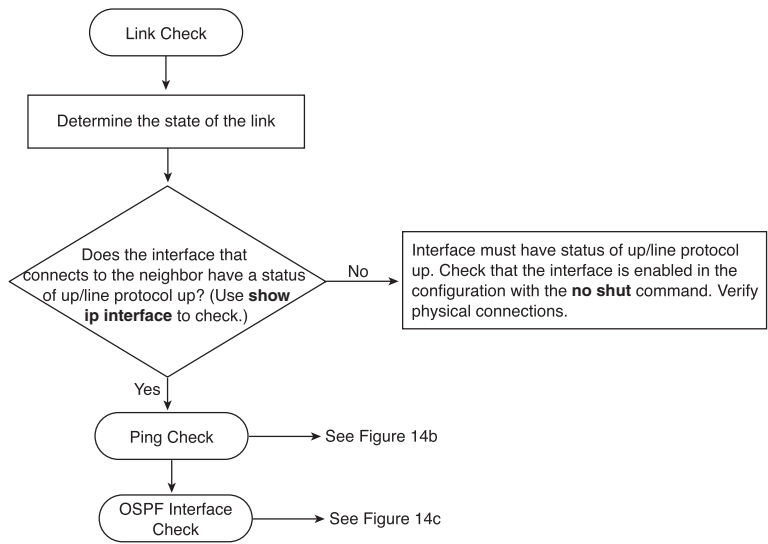 Link Check
Determine the state of the link
Does the interface that
connects to the neighbor have a status
of up/line protocol up? (Use show
ip interface to check.)
No
Interface must have status of up/line protocol
up. Check that the interface is enabled in the
configuration with the no shut command. Verify
physical connections.
Yes
Ping Check
See Figure 14b
OSPF Interface
Check
See Figure 14c